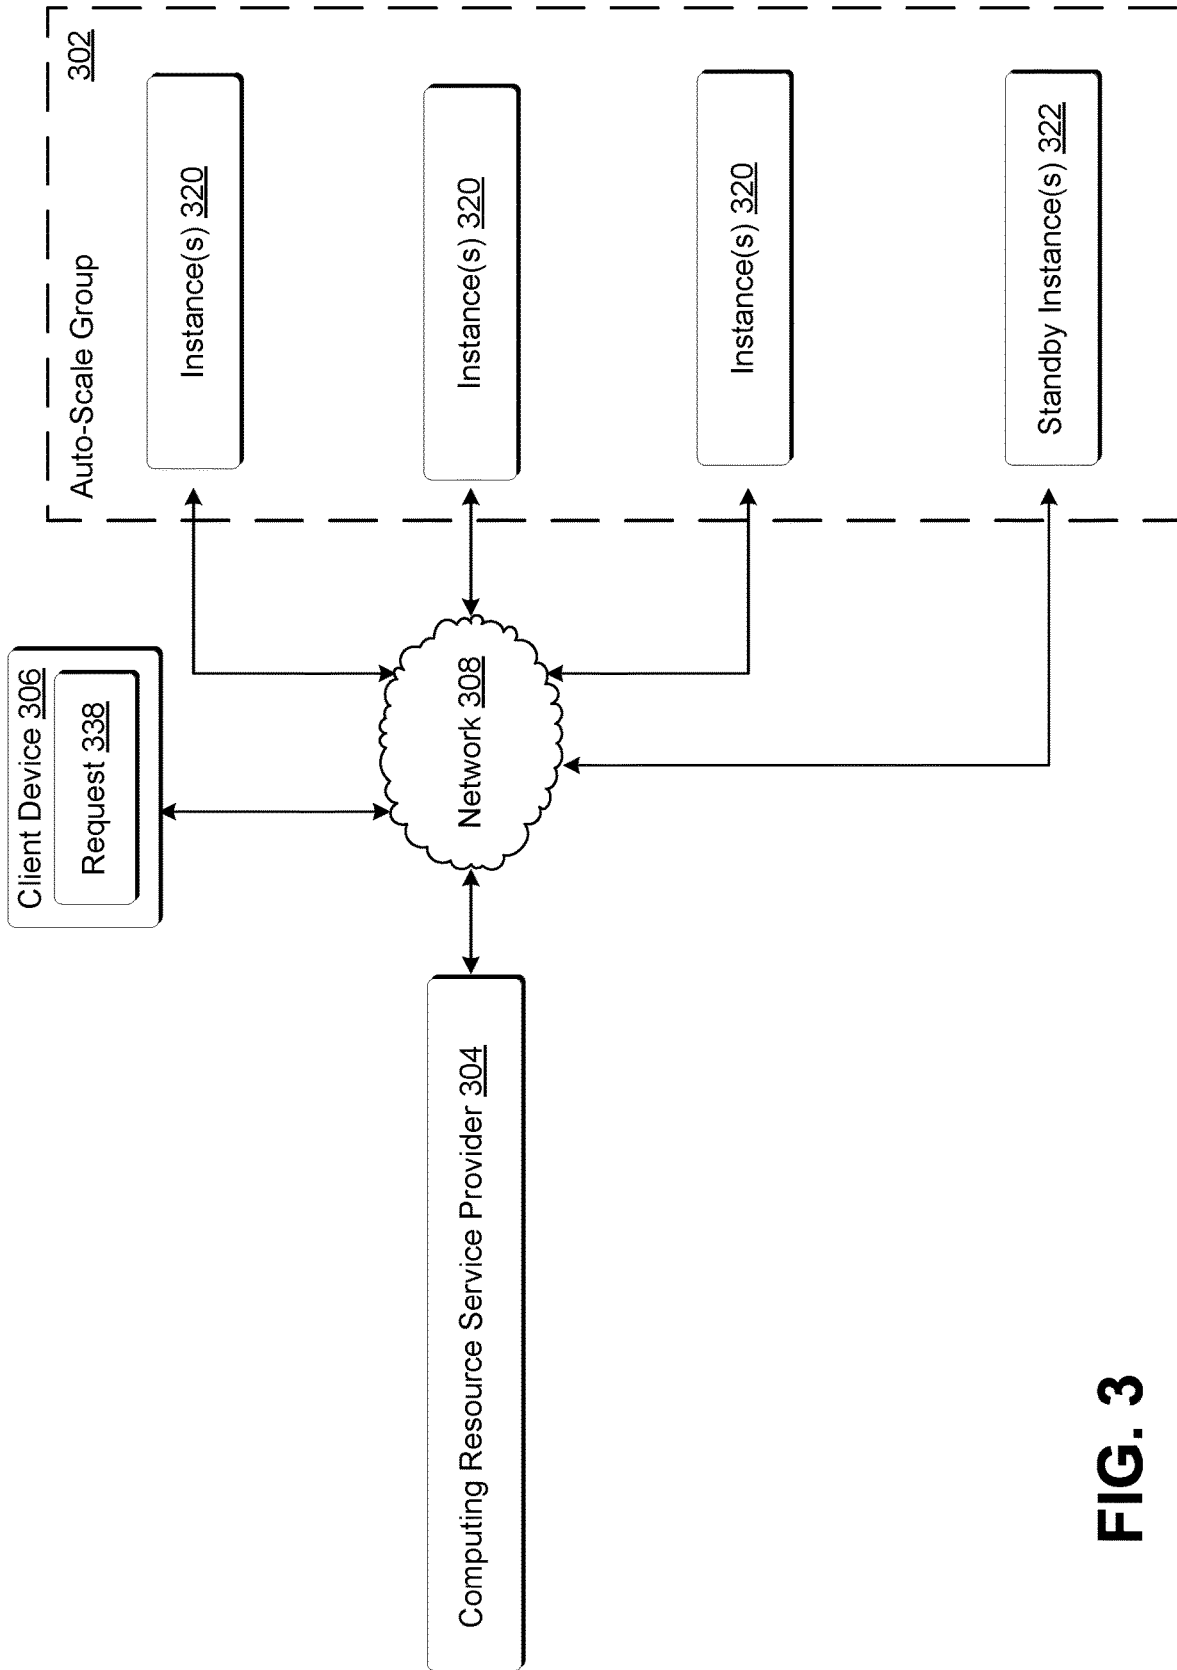 Client Device 306
Request 338
Auto-Scale Group
302
Instance(s) 320
Computing Resource Service Provider 304
Network 308
Instance(s) 320
Instance(s) 320
Standby Instance(s) 322
FIG. 3